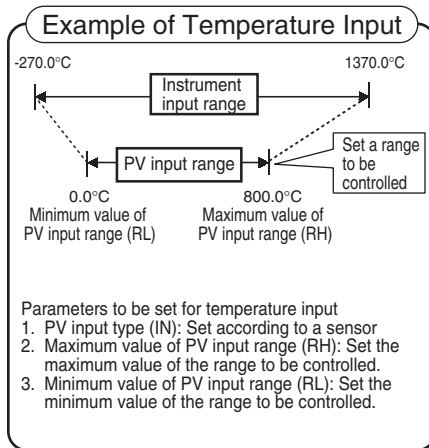 Example of Temperature Input
-270.0°C 1370.0°C
Instrument
input range
PV input range
Set a range
to be
controlled
0.0°C 800.0°C
Minimum value of Maximum value of
PV input range (RL) PV input range (RH)
Parameters to be set for temperature input
1. PV input type (IN): Set according to a sensor
2. Maximum value of PV input range (RH): Set the
maximum value of the range to be controlled.
3. Minimum value of PV input range (RL): Set the
minimum value of the range to be controlled.